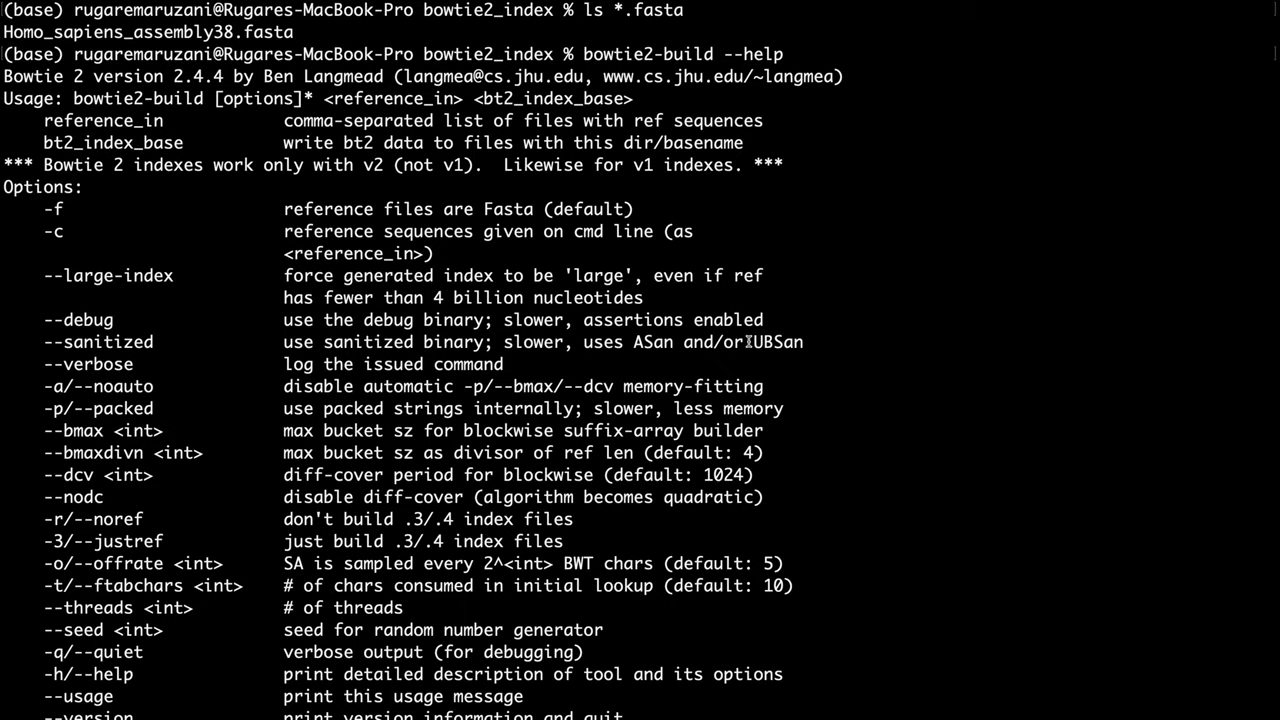 (base) rugaremaruzani@Rugares-MacBook-Pro bowtie2_index % ls *.fasta
Homo_sapiens_assembly38.fasta
(base) rugaremaruzani@Rugares-MacBook-Pro bowtie2_index % bowtie2-build --help
Bowtie 2 version 2.4.4 by Ben Langmead (langmea@cs.jhu.edu, www.cs.jhu.edu/~langmea)
Usage: bowtie2-build [options]* <reference_in> <bt2_index_base>
    reference_in            comma-separated list of files with ref sequences
    bt2_index_base          write bt2 data to files with this dir/basename
*** Bowtie 2 indexes work only with v2 (not v1).  Likewise for v1 indexes. ***
Options:
    -f                      reference files are Fasta (default)
    -c                      reference sequences given on cmd line (as
                            <reference_in>)
    --large-index           force generated index to be 'large', even if ref
                            has fewer than 4 billion nucleotides
    --debug                 use the debug binary; slower, assertions enabled
    --sanitized             use sanitized binary; slower, uses ASan and/or UBSan
    --verbose               log the issued command
    -a/--noauto             disable automatic -p/--bmax/--dcv memory-fitting
    -p/--packed             use packed strings internally; slower, less memory
    --bmax <int>            max bucket sz for blockwise suffix-array builder
    --bmaxdivn <int>        max bucket sz as divisor of ref len (default: 4)
    --dcv <int>             diff-cover period for blockwise (default: 1024)
    --nodc                  disable diff-cover (algorithm becomes quadratic)
    -r/--noref              don't build .3/.4 index files
    -3/--justref            just build .3/.4 index files
    -o/--offrate <int>      SA is sampled every 2^<int> BWT chars (default: 5)
    -t/--ftabchars <int>    # of chars consumed in initial lookup (default: 10)
    --threads <int>         # of threads
    --seed <int>            seed for random number generator
    -q/--quiet              verbose output (for debugging)
    -h/--help               print detailed description of tool and its options
    --usage                 print this usage message
    --version               print version information and quit